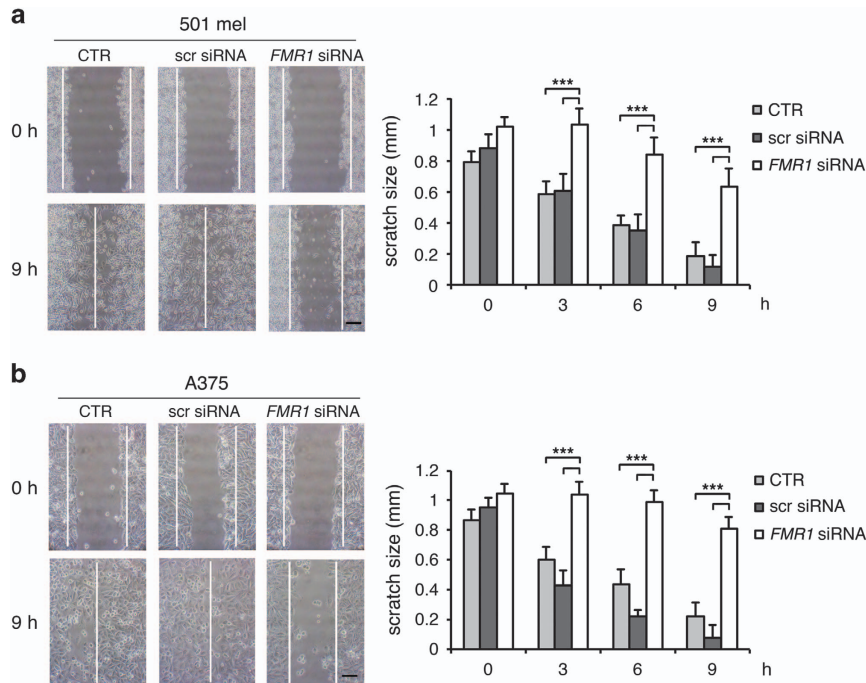 a
501 mel
CTR scr siRNA FMR1 siRNA
0 h
9 h
*** *** ***
scratch size (mm)
1.2
1
0.8
0.6
0.4
0.2
0
0 3 6 9 h
CTR
scr siRNA
FMR1 siRNA
b
A375
CTR scr siRNA FMR1 siRNA
0 h
9 h
*** *** ***
scratch size (mm)
1.2
1
0.8
0.6
0.4
0.2
0
0 3 6 9 h
CTR
scr siRNA
FMR1 siRNA